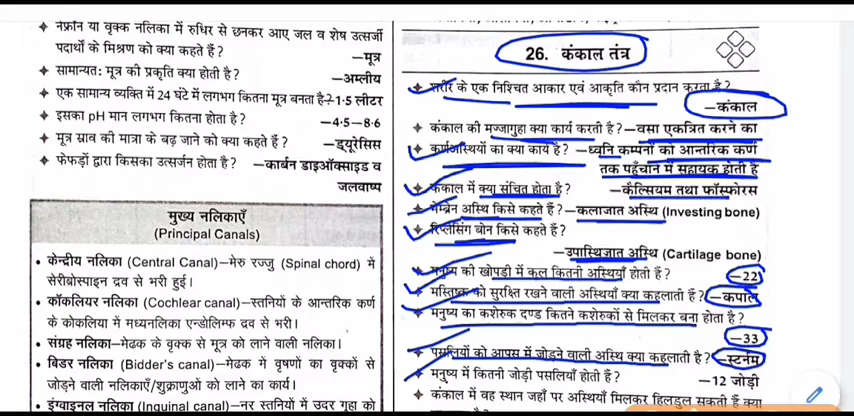 नेफ्रॉन या वृक्क नलिका में रुधिर से छनकर आए जल व शेष उत्सर्जी
पदार्थों के मिश्रण को क्या कहते हैं?
—मूत्र
सामान्यतः मूत्र की प्रकृति क्या होती है?
—अम्लीय
एक सामान्य व्यक्ति में 24 घंटे में लगभग कितना मूत्र बनता है?—1·5 लीटर
इसका pH मान लगभग कितना होता है?
—4·5—8·6
मूत्र स्राव की मात्रा के बढ़ जाने को क्या कहते हैं?
—ड्यूरेसिस
फेफड़ों द्वारा किसका उत्सर्जन होता है? —कार्बन डाइऑक्साइड व
जलवाष्प
मुख्य नलिकाएँ
(Principal Canals)
• केन्द्रीय नलिका (Central Canal)—मेरु रज्जु (Spinal chord) में
सेरीब्रोस्पाइन द्रव से भरी हुई।
• कॉकलियर नलिका (Cochlear canal)—स्तनियों के आन्तरिक कर्ण
के कोकलिया में मध्यनलिका एन्डोलिम्फ द्रव से भरी।
• संग्रह नलिका—मेढक के वृक्क से मूत्र को लाने वाली नलिका।
• बिडर नलिका (Bidder's canal)—मेढक में वृषणों का वृक्कों से
जोड़ने वाली नलिकाएँ/शुक्राणुओं को लाने का कार्य।
• इंग्वाइनल नलिका (Inguinal canal)—नर स्तनियों में उदर गुहा को
26. कंकाल तंत्र
शरीर के एक निश्चित आकार एवं आकृति कौन प्रदान करता है?
—कंकाल
कंकाल की मज्जागुहा क्या कार्य करती है?—वसा एकत्रित करने का
कर्णअस्थियों का क्या कार्य है? —ध्वनि कम्पनों को आन्तरिक कर्ण
तक पहुँचाने में सहायक होती है
कंकाल में क्या संचित होता है?
—कैल्सियम तथा फॉस्फोरस
मेम्ब्रेन अस्थि किसे कहते हैं?—कलाजात अस्थि (Investing bone)
रिप्लेसिंग बोन किसे कहते हैं?
—उपास्थिजात अस्थि (Cartilage bone)
मनुष्य की खोपड़ी में कुल कितनी अस्थियाँ होती हैं?
—22
मस्तिष्क को सुरक्षित रखने वाली अस्थियाँ क्या कहलाती हैं?—कपाल
मनुष्य का कशेरुक दण्ड कितने कशेरुकों से मिलकर बना होता है?
—33
पसलियों को आपस में जोड़ने वाली अस्थि क्या कहलाती है?—स्टर्नम
मनुष्य में कितनी जोड़ी पसलियाँ होती हैं?
—12 जोड़ी
कंकाल में वह स्थान जहाँ पर अस्थियाँ मिलकर हिलडुल सकती हैं क्या